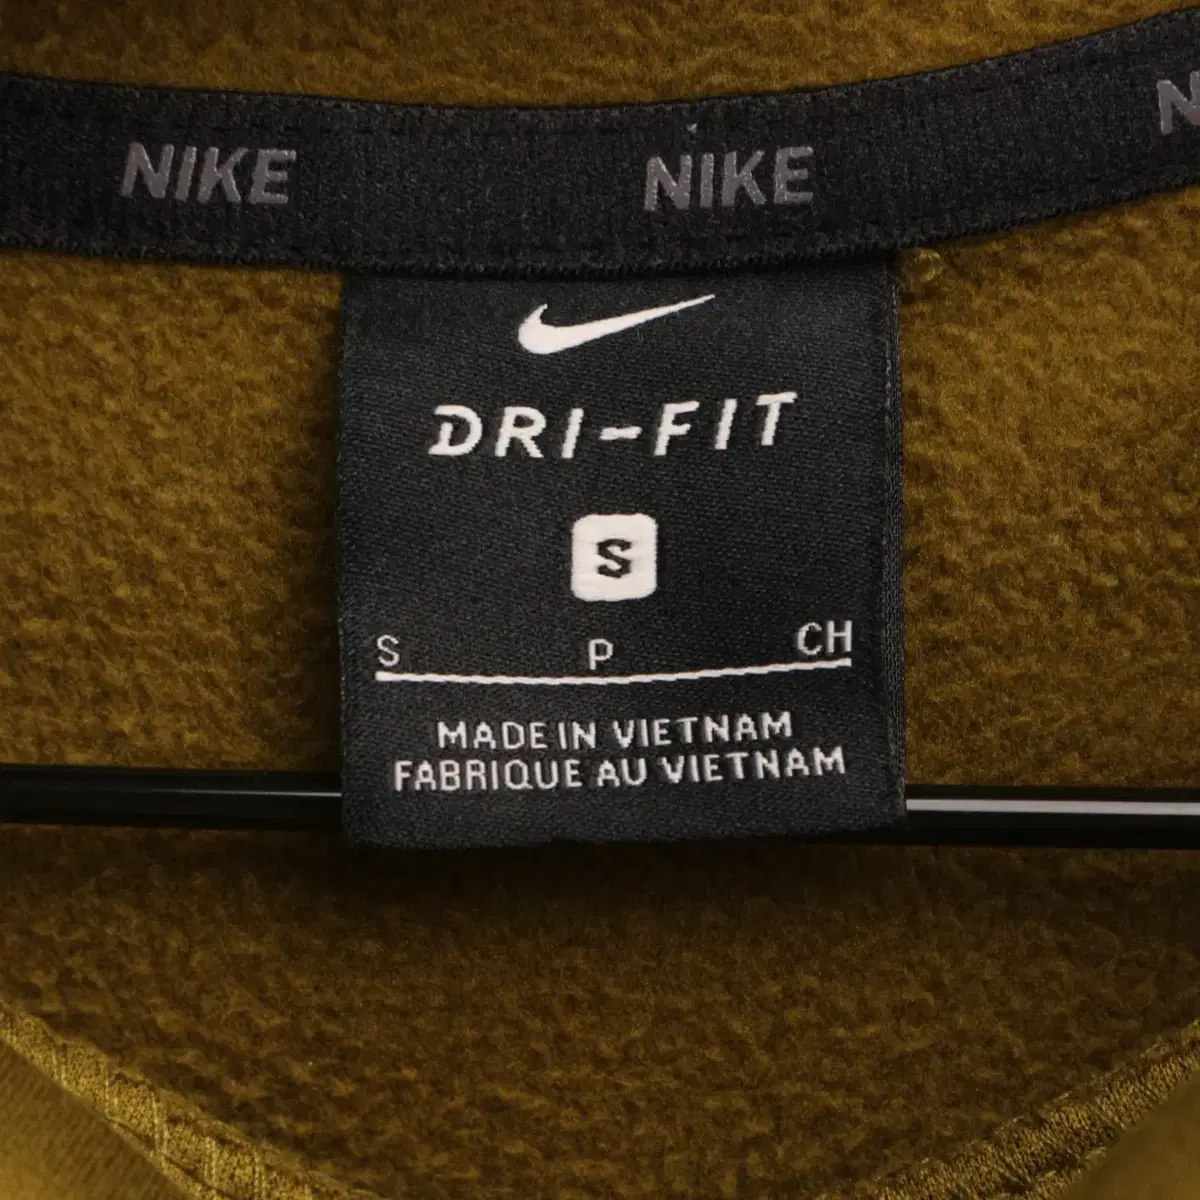 NIKE NIKE N
DRI-FIT
S
S P CH
MADE IN VIETNAM
FABRIQUE AU VIETNAM